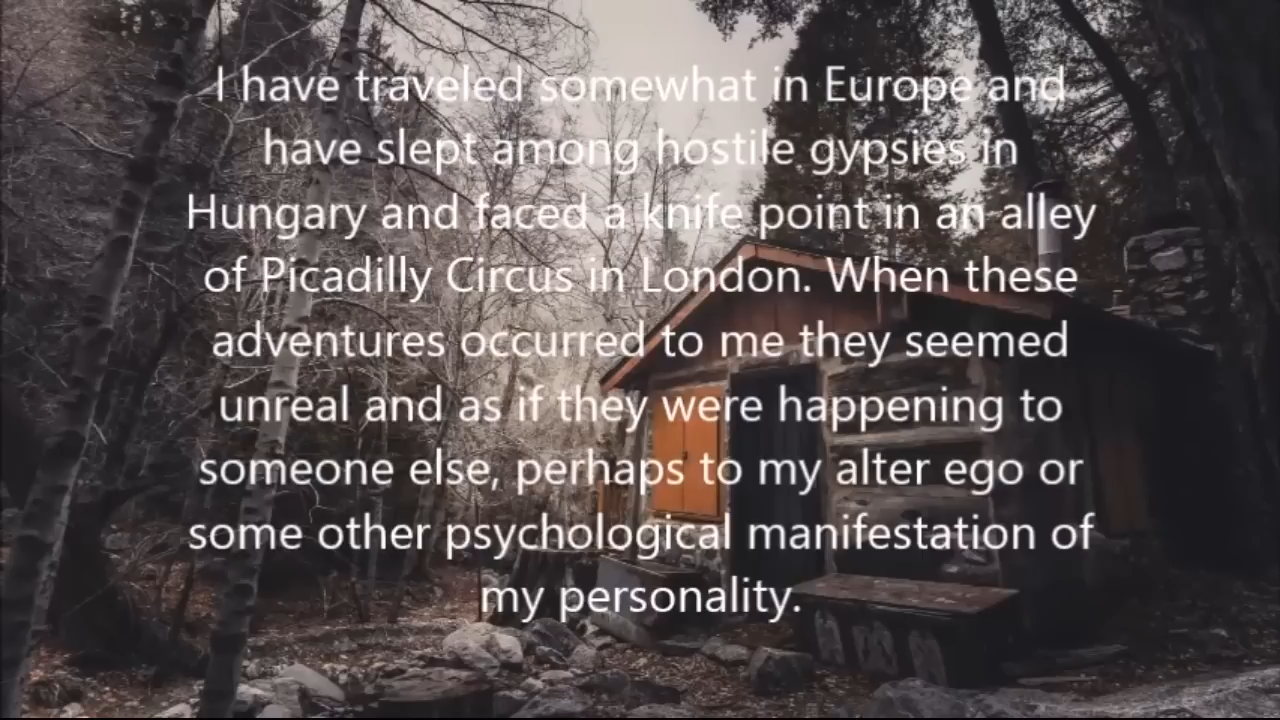 I have traveled somewhat in Europe and
have slept among hostile gypsies in
Hungary and faced a knife point in an alley
of Picadilly Circus in London. When these
adventures occurred to me they seemed
unreal and as if they were happening to
someone else, perhaps to my alter ego or
some other psychological manifestation of
my personality.